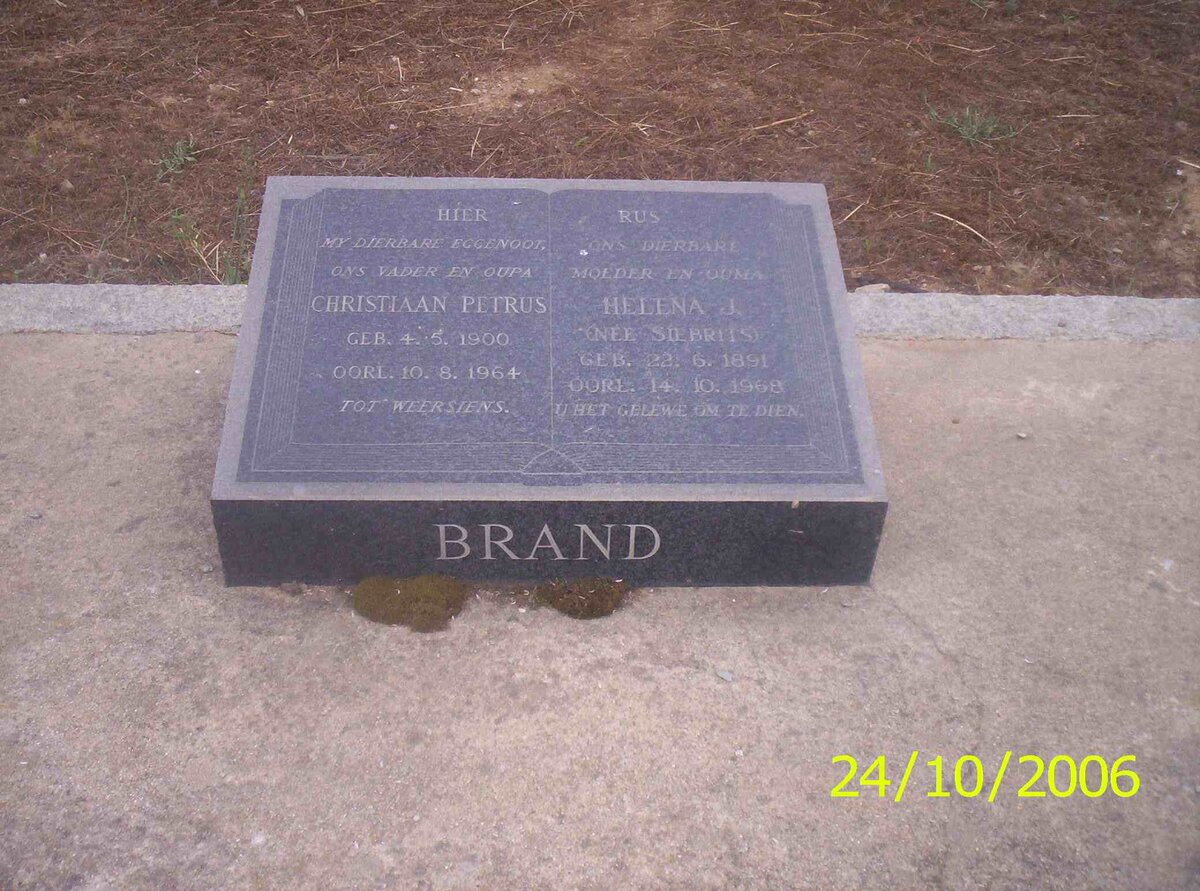 HIER
MY DIERBARE EGGENOOT,
ONS VADER EN OUPA
CHRISTIAAN PETRUS
GEB. 4. 5. 1900
OORL. 10. 8. 1964
TOT WEERSIENS.
RUS
ONS DIERBARE
MOEDER EN OUMA
HELENA J.
(NEE SIEBRITS)
GEB. 22. 6. 1891
OORL. 14. 10. 1968
U HET GELEWE OM TE DIEN.
BRAND
24/10/2006